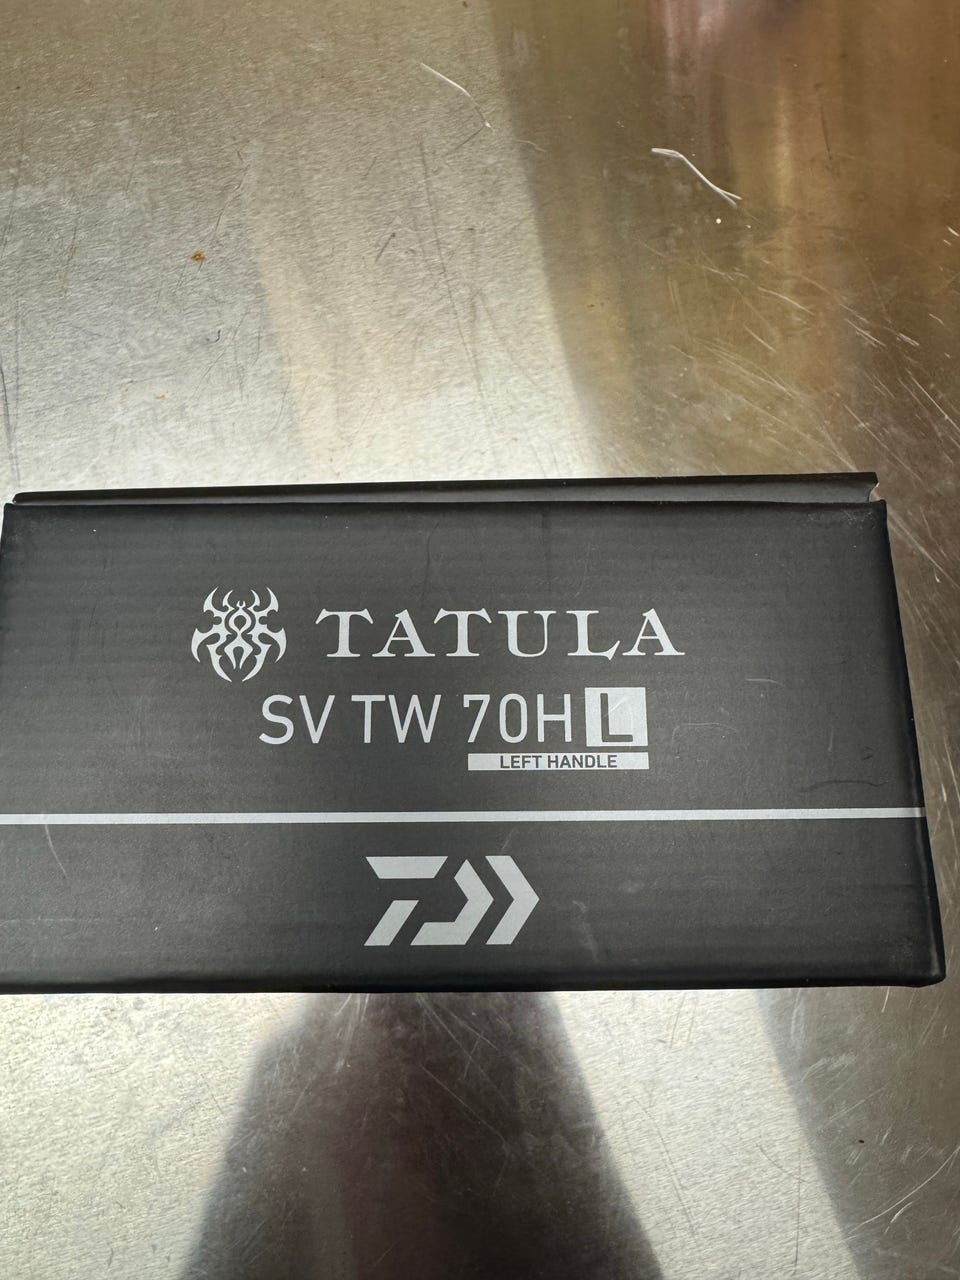 TATULA
SV TW 70H L
LEFT HANDLE